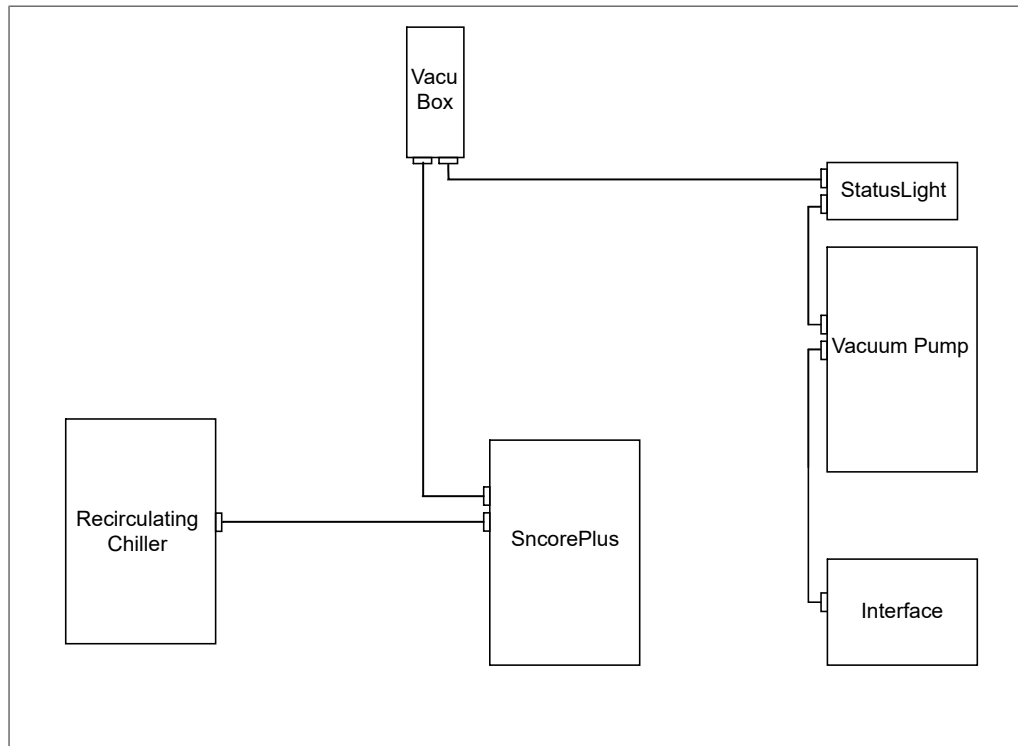 Vacu
Box
StatusLight
Vacuum Pump
Recirculating
Chiller
SncorePlus
Interface